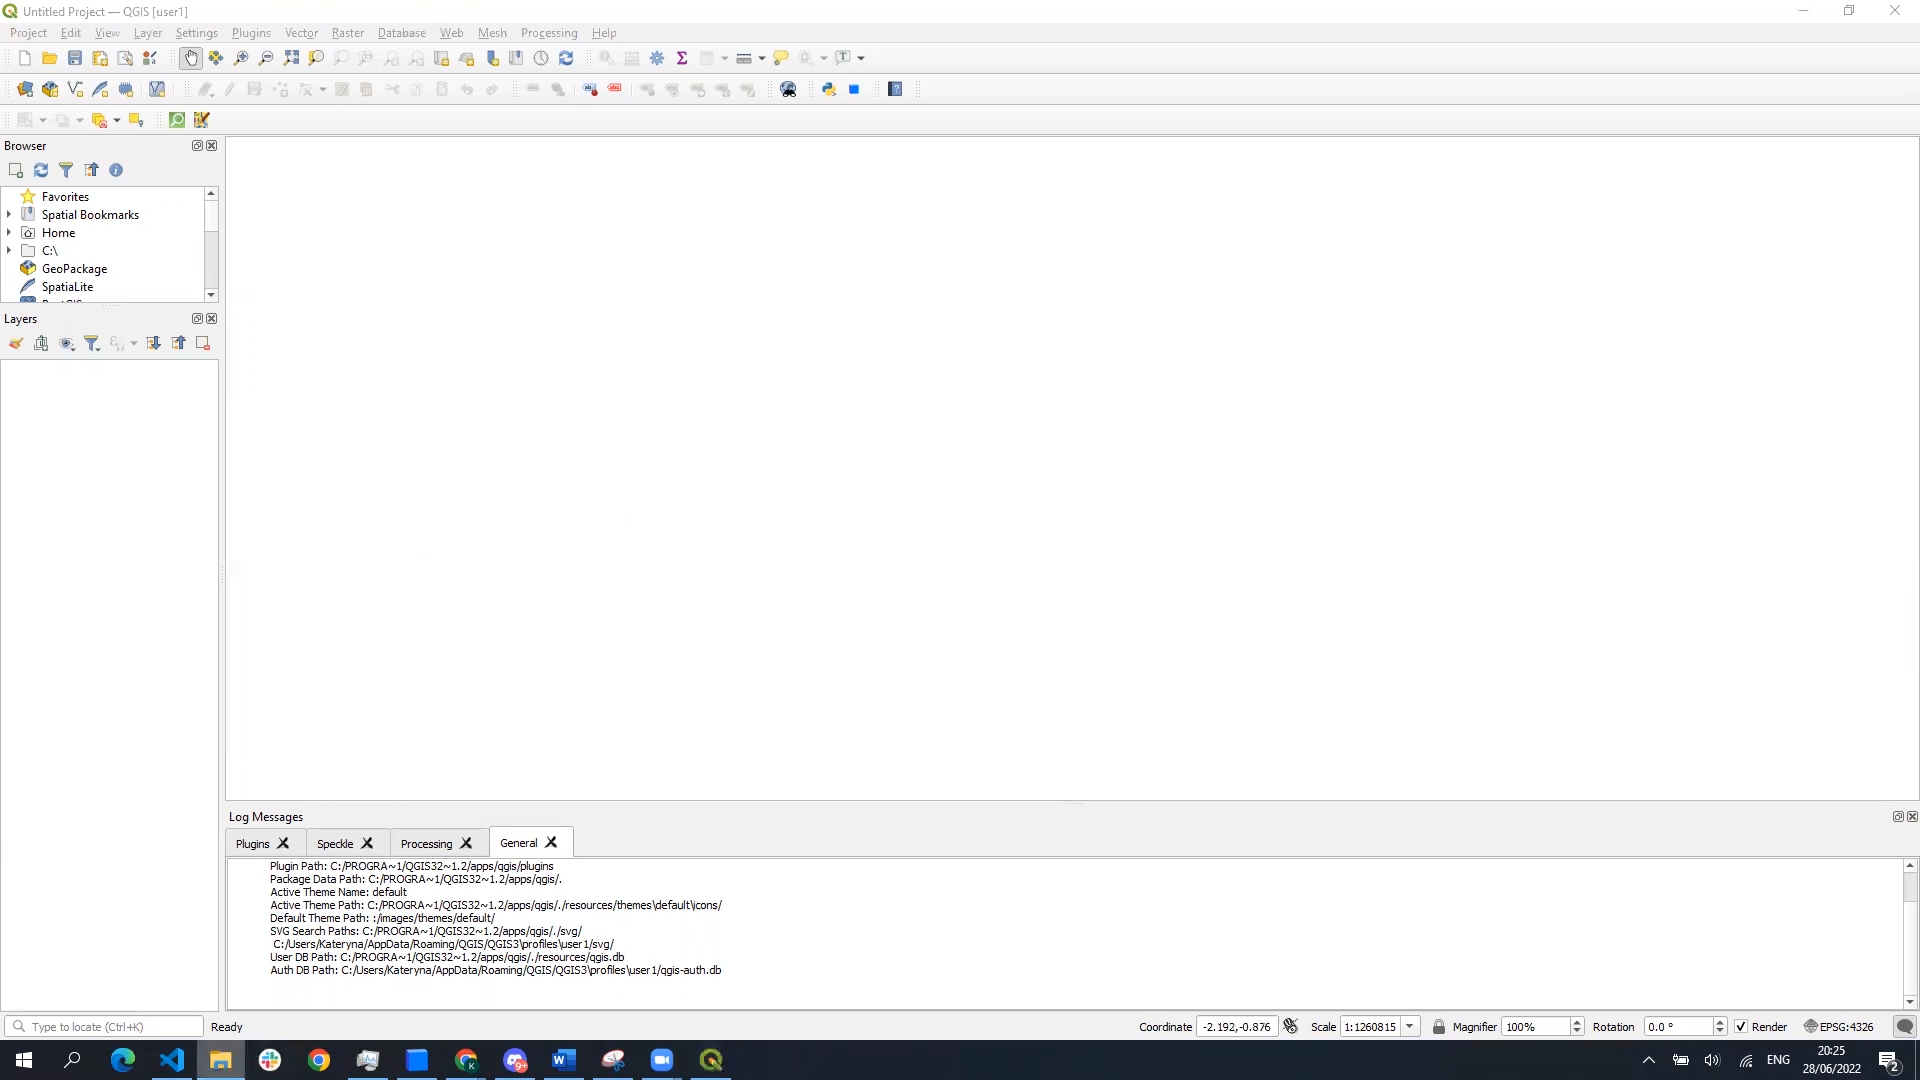 Untitled Project — QGIS [user1]
Project Edit View Layer Settings Plugins Vector Raster Database Web Mesh Processing Help
Browser
Favorites
Spatial Bookmarks
Home
C:\
GeoPackage
SpatiaLite
Layers
Log Messages
Plugins Speckle Processing General
Plugin Path: C:/PROGRA~1/QGIS32~1.2/apps/qgis/plugins
Package Data Path: C:/PROGRA~1/QGIS32~1.2/apps/qgis/.
Active Theme Name: default
Active Theme Path: C:/PROGRA~1/QGIS32~1.2/apps/qgis/./resources/themes\default\icons/
Default Theme Path: :/images/themes/default/
SVG Search Paths: C:/PROGRA~1/QGIS32~1.2/apps/qgis/./svg/
C:/Users/Kateryna/AppData/Roaming/QGIS/QGIS3\profiles\user1/svg/
User DB Path: C:/PROGRA~1/QGIS32~1.2/apps/qgis/./resources/qgis.db
Auth DB Path: C:/Users/Kateryna/AppData/Roaming/QGIS/QGIS3\profiles\user1/qgis-auth.db
Type to locate (Ctrl+K) Ready Coordinate -2.192,-0.876 Scale 1:1260815 Magnifier 100% Rotation 0.0 ° Render EPSG:4326
ENG 20:25
28/06/2022 2